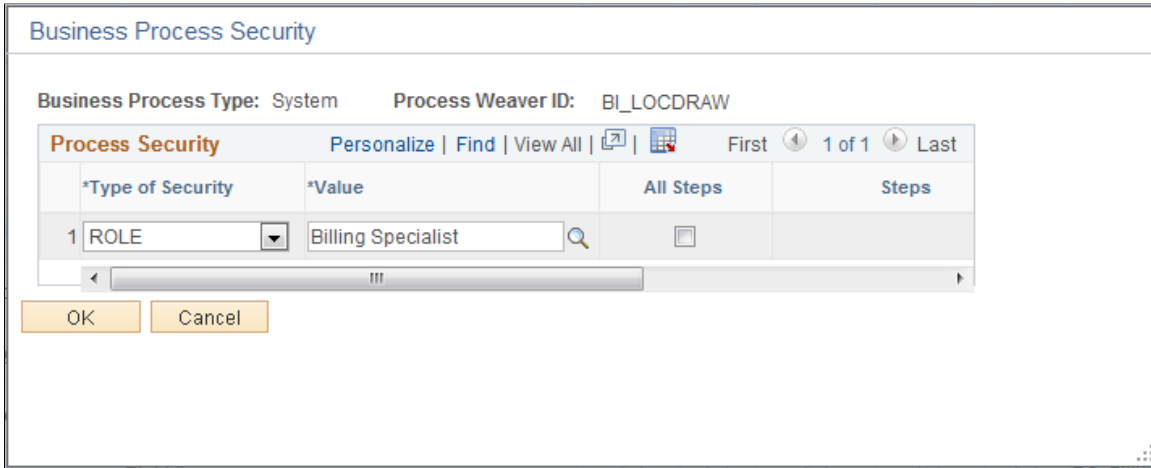 Business Process Security
Business Process Type: System Process Weaver ID: BI_LOCDRAW
Process Security Personalize | Find | View All | | First 1 of 1 Last
*Type of Security *Value All Steps Steps
1 ROLE Billing Specialist
OK Cancel